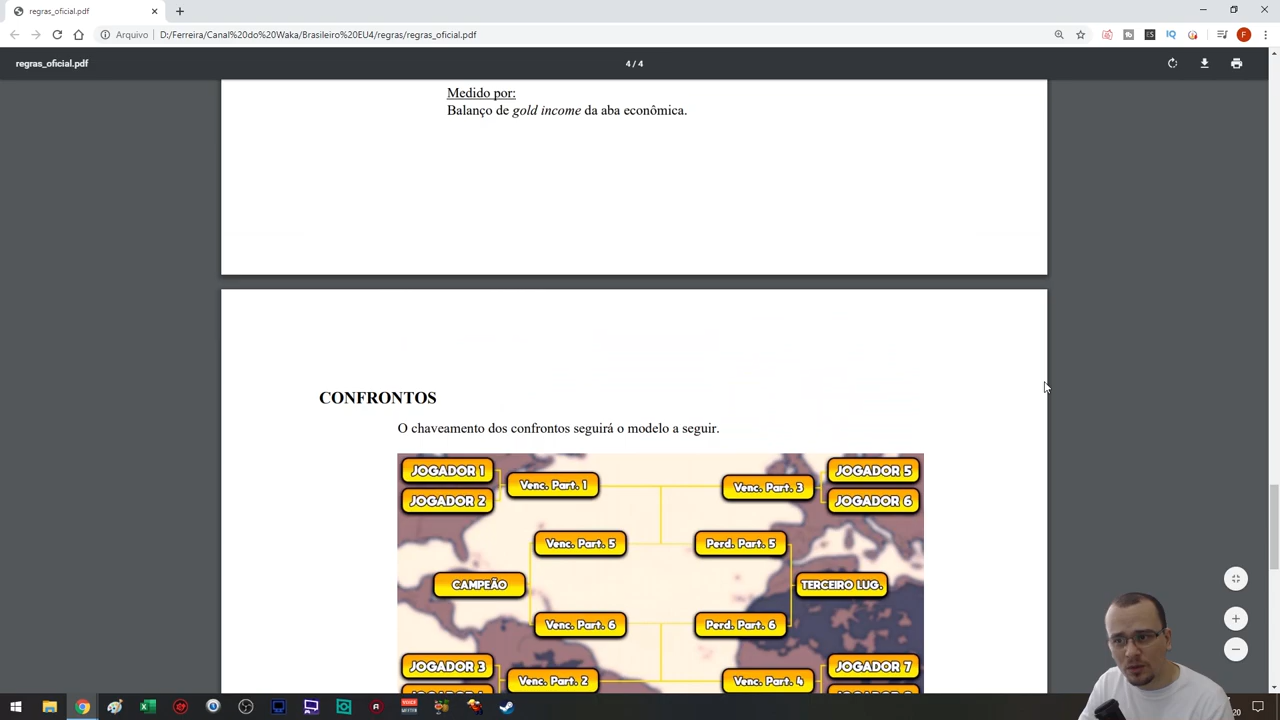 regras_oficial.pdf
Arquivo
D:/Ferreira/Canal%20do%20Waka/Brasileiro%20EU4/regras/regras_oficial.pdf
IQ
F
regras_oficial.pdf
4 / 4
Medido por:
Balanço de gold income da aba econômica.
CONFRONTOS
O chaveamento dos confrontos seguirá o modelo a seguir.
JOGADOR 1
JOGADOR 2
Venc. Part. 1
Venc. Part. 3
JOGADOR 5
JOGADOR 6
Venc. Part. 5
Perd. Part. 5
CAMPEÃO
TERCEIRO LUG.
Venc. Part. 6
Perd. Part. 6
JOGADOR 3
Venc. Part. 2
Venc. Part. 4
JOGADOR 7